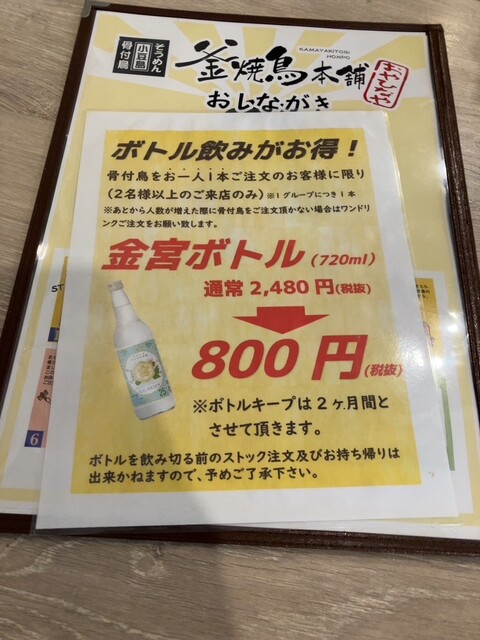 骨付鳥
小豆島
そうめん
釜焼鳥本舗
KAMAYAKITORI
HONPO
おやひなや
おしながき
ボトル飲みがお得！
骨付鳥をお一人1本ご注文のお客様に限り
(2名様以上のご来店のみ) ※1グループにつき1本
※あとから人数が増えた際に骨付鳥をご注文頂かない場合はワンドリ
ンクご注文をお願い致します。
金宮ボトル (720ml)
通常 2,480 円(税抜)
800 円(税抜)
※ボトルキープは2ヶ月間と
させて頂きます。
ボトルを飲み切る前のストック注文及びお持ち帰りは
出来かねますので、予めご了承下さい。
ST
6
25